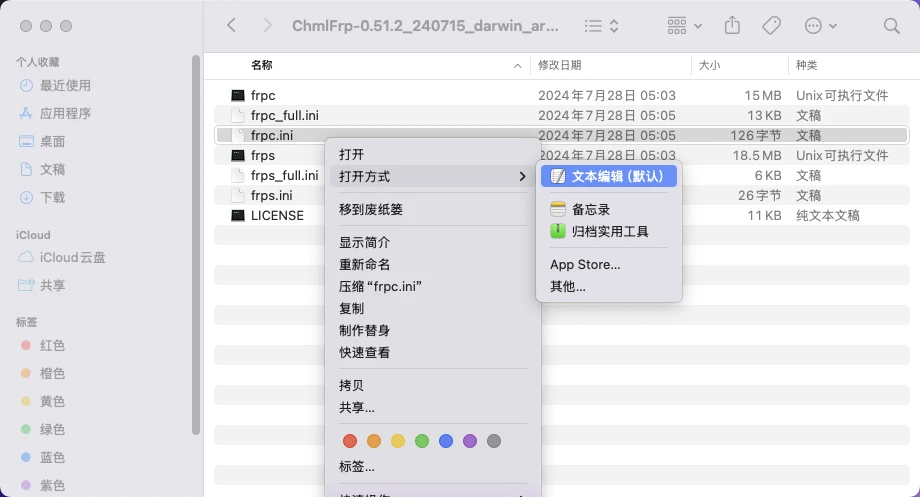 ChmlFrp-0.51.2_240715_darwin_ar...
个人收藏
最近使用
应用程序
桌面
文稿
下载
iCloud
iCloud云盘
共享
标签
红色
橙色
黄色
绿色
蓝色
紫色
名称 修改日期 大小 种类
frpc 2024年7月28日 05:03 15 MB Unix可执行文件
frpc_full.ini 2024年7月28日 05:03 13 KB 文稿
frpc.ini 2024年7月28日 05:05 126 字节 文稿
frps 2024年7月28日 05:03 18.5 MB Unix可执行文件
frps_full.ini 6 KB 文稿
frps.ini 26 字节 文稿
LICENSE 11 KB 纯文本文稿
打开
打开方式
移到废纸篓
显示简介
重新命名
压缩“frpc.ini”
复制
制作替身
快速查看
拷贝
共享...
标签...
文本编辑 (默认)
备忘录
归档实用工具
App Store...
其他...